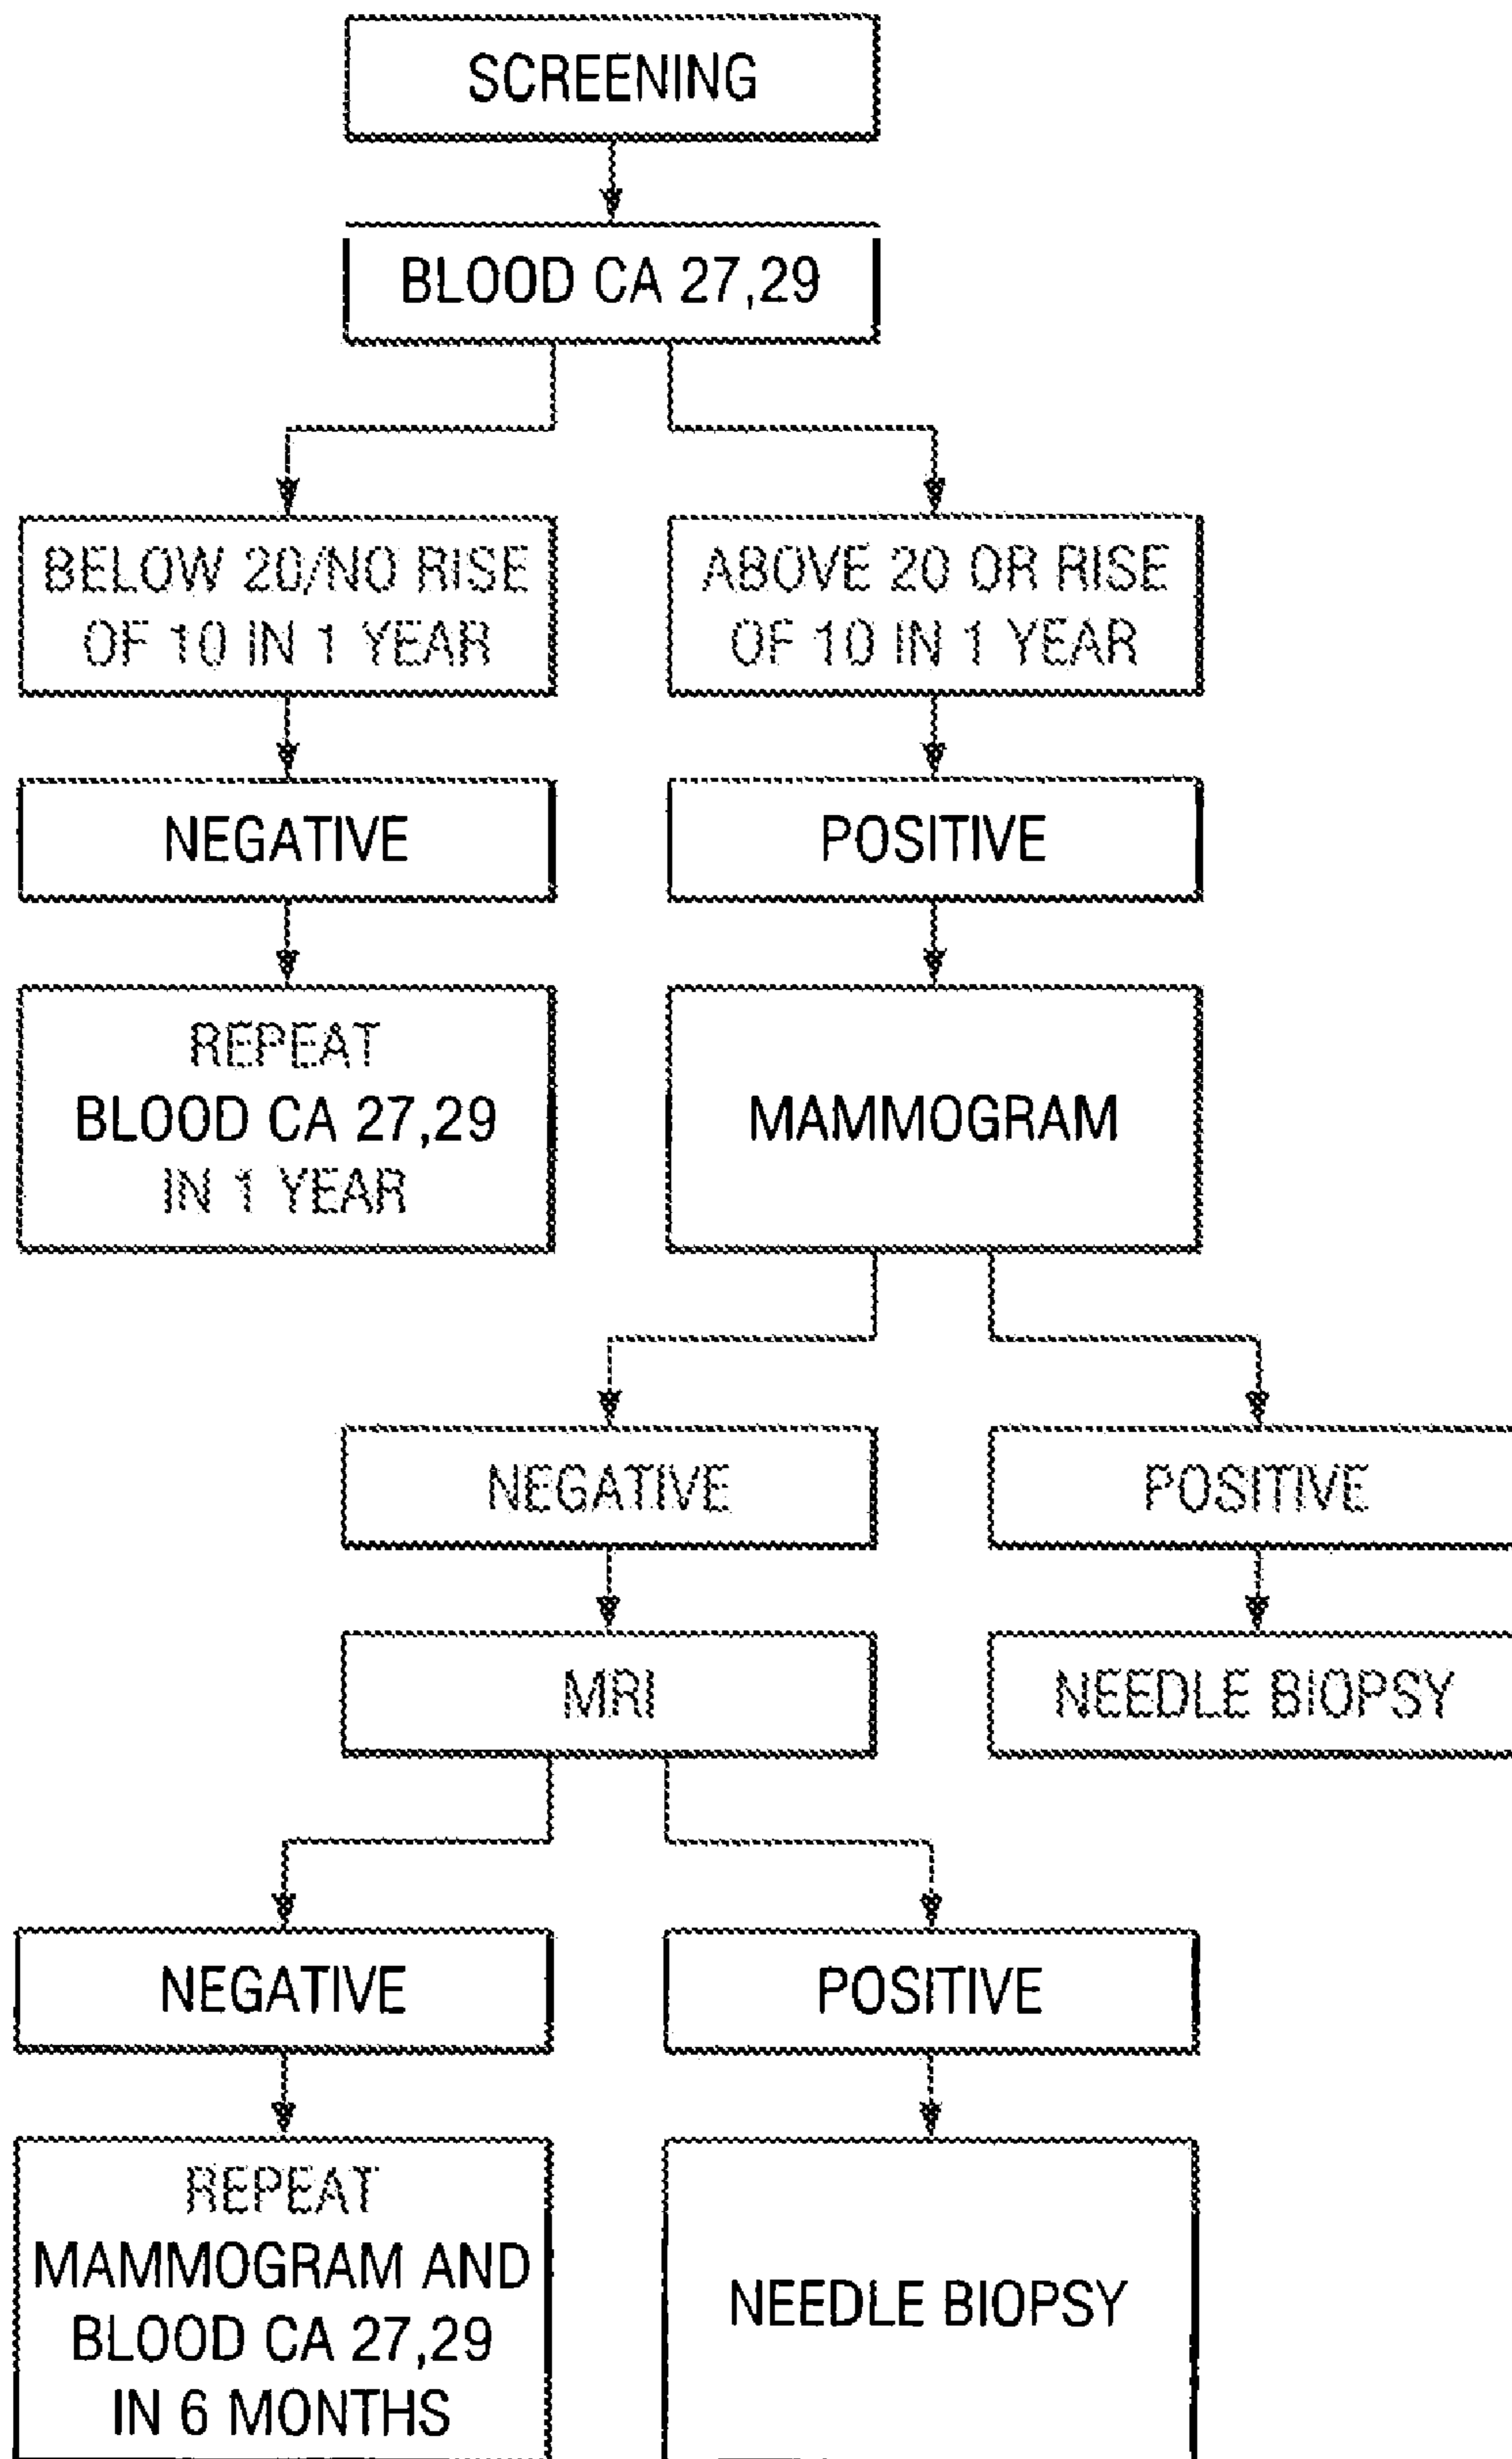 SCREENING
BLOOD CA 27,29
BELOW 20/NO RISE
OF 10 IN 1 YEAR
ABOVE 20 OR RISE
OF 10 IN 1 YEAR
NEGATIVE
POSITIVE
REPEAT
BLOOD CA 27,29
IN 1 YEAR
MAMMOGRAM
NEGATIVE
POSITIVE
MRI
NEEDLE BIOPSY
NEGATIVE
POSITIVE
REPEAT
MAMMOGRAM AND
BLOOD CA 27,29
IN 6 MONTHS
NEEDLE BIOPSY